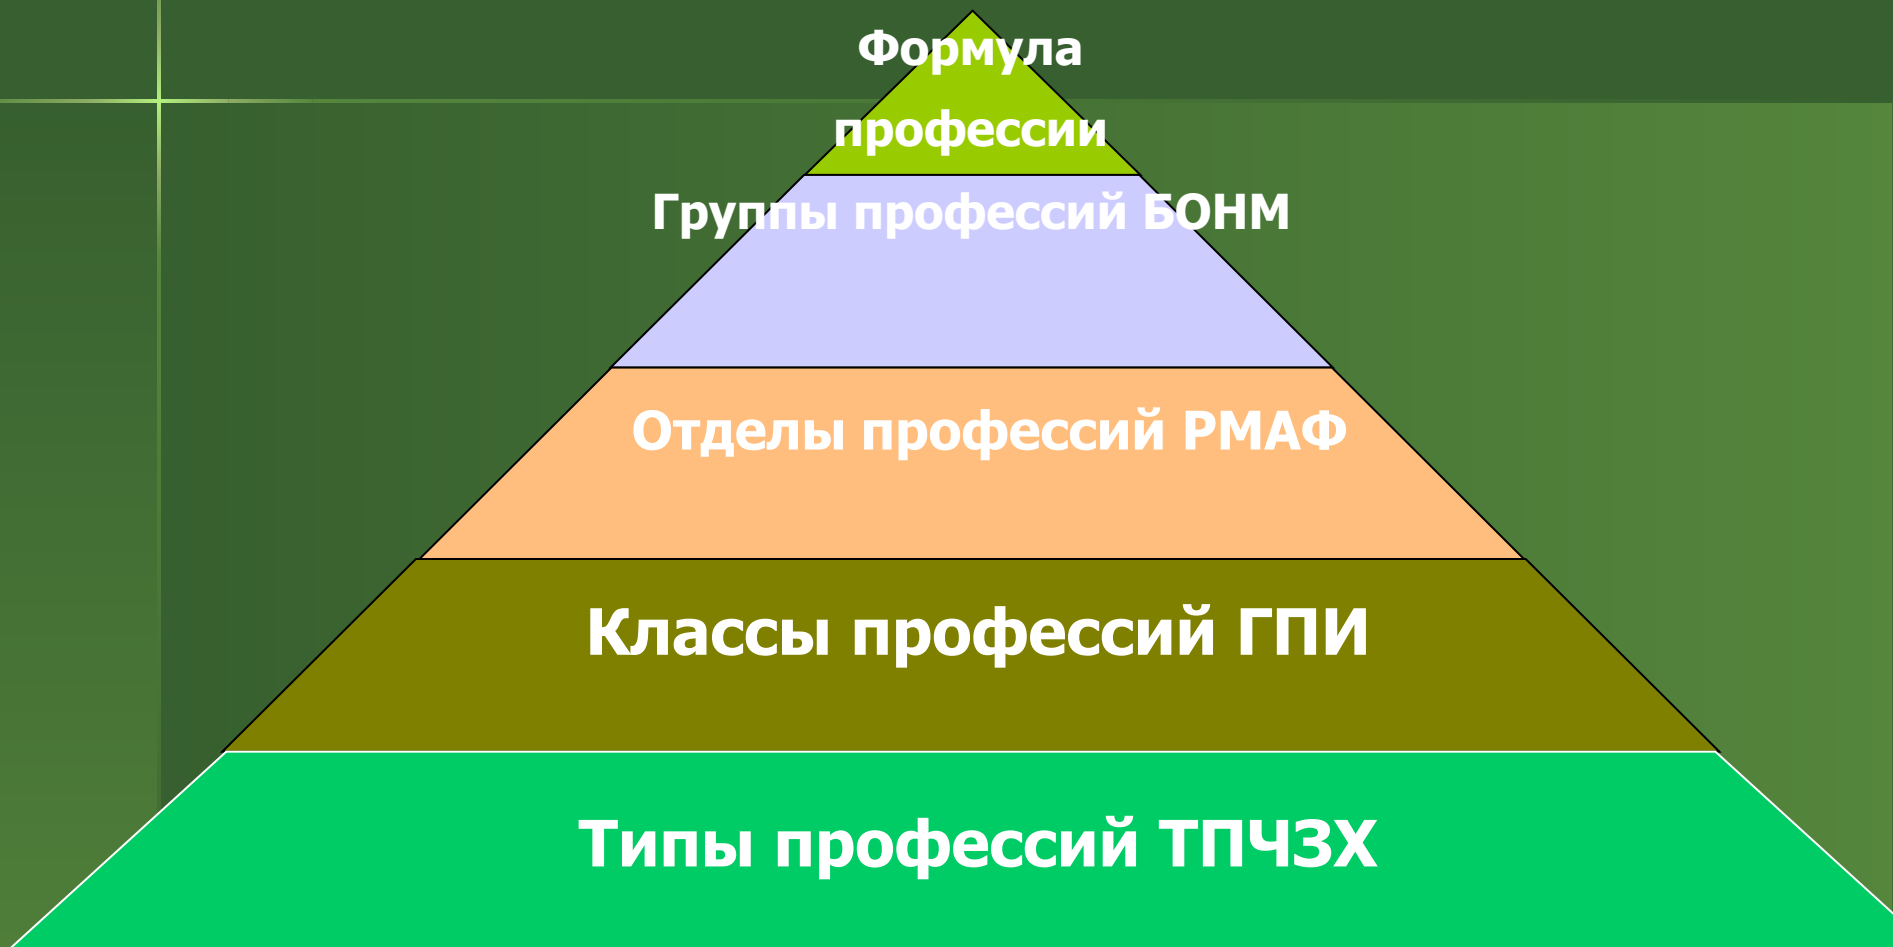 Формула
профессии
Группы профессий БОНМ
Отделы профессий РМАФ
Классы профессий ГПИ
Типы профессий ТПЧЗХ